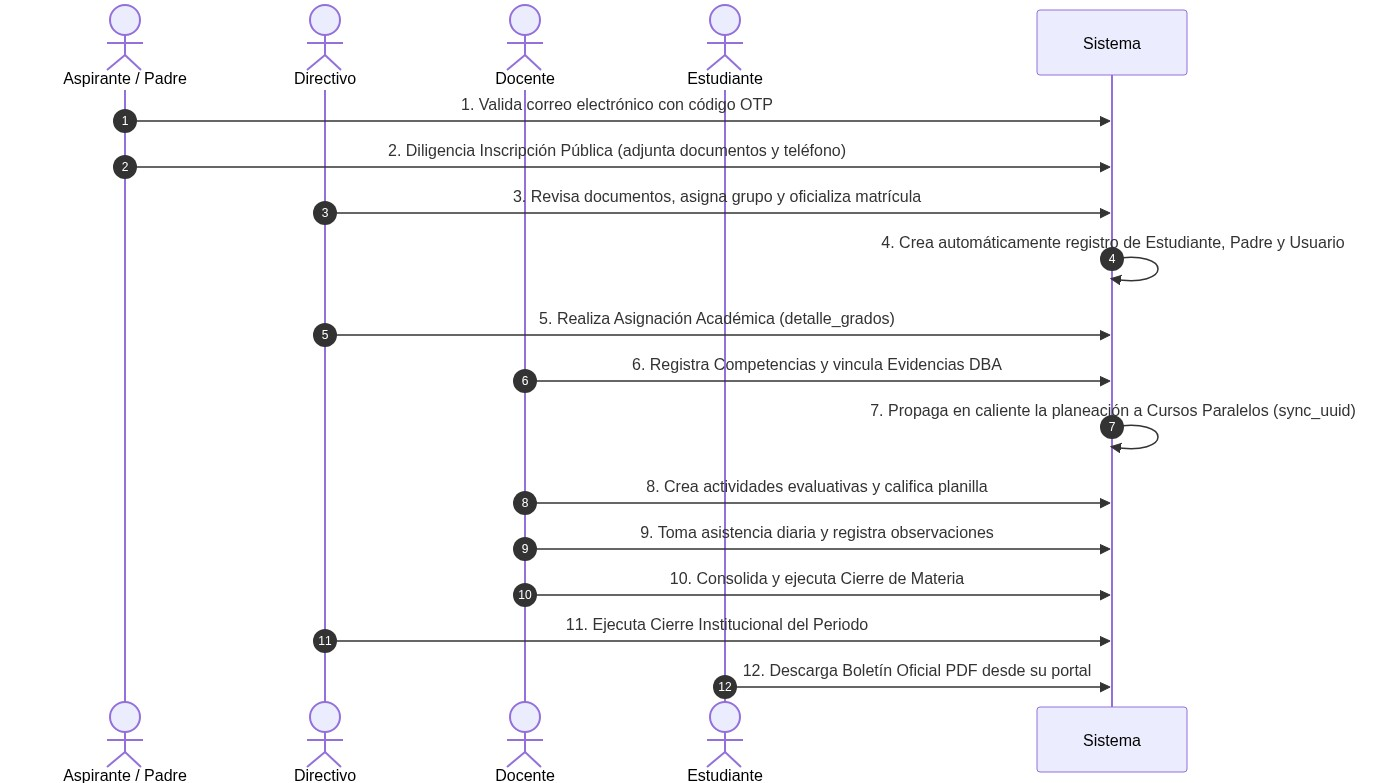 Aspirante / Padre
Directivo
Docente
Estudiante
Sistema
1. Valida correo electrónico con código OTP
1
2. Diligencia Inscripción Pública (adjunta documentos y teléfono)
2
3. Revisa documentos, asigna grupo y oficializa matrícula
3
4. Crea automáticamente registro de Estudiante, Padre y Usuario
4
5. Realiza Asignación Académica (detalle_grados)
5
6. Registra Competencias y vincula Evidencias DBA
6
7. Propaga en caliente la planeación a Cursos Paralelos (sync_uuid)
7
8. Crea actividades evaluativas y califica planilla
8
9. Toma asistencia diaria y registra observaciones
9
10. Consolida y ejecuta Cierre de Materia
10
11. Ejecuta Cierre Institucional del Periodo
11
12. Descarga Boletín Oficial PDF desde su portal
12
Aspirante / Padre
Directivo
Docente
Estudiante
Sistema